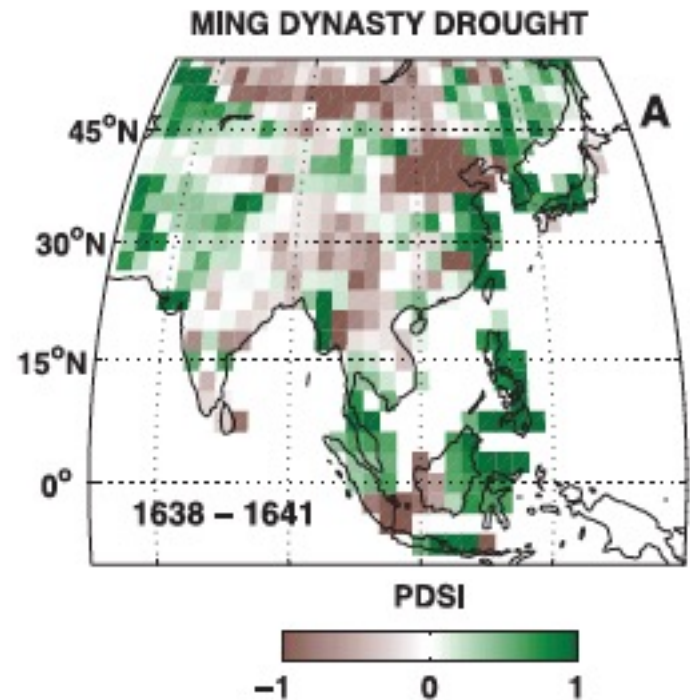 MING DYNASTY DROUGHT
A
45°N
30°N
15°N
0°
1638 – 1641
PDSI
–1 0 1